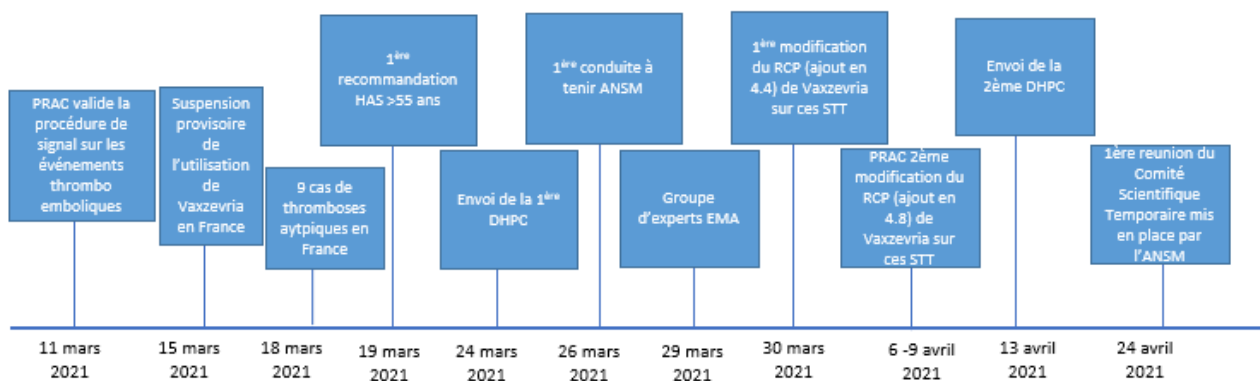 PRAC valide la
procédure de
signal sur les
événements
thrombo
emboliques
Suspension
provisoire
de
l'utilisation
de
Vaxzevria
en France
9 cas de
thromboses
aytpiques en
France
1ère
recommandation
HAS >55 ans
Envoi de la 1ère
DHPC
1ère conduite à
tenir ANSM
Groupe
d'experts EMA
1ère modification
du RCP (ajout en
4.4) de Vaxzevria
sur ces STT
PRAC 2ème
modification du
RCP (ajout en
4.8) de
Vaxzevria sur
ces STT
Envoi de la
2ème DHPC
1ère reunion du
Comité
Scientifique
Temporaire mis
en place par
l'ANSM
11 mars
2021
15 mars
2021
18 mars
2021
19 mars
2021
24 mars
2021
26 mars
2021
29 mars
2021
30 mars
2021
6 -9 avril
2021
13 avril
2021
24 avril
2021